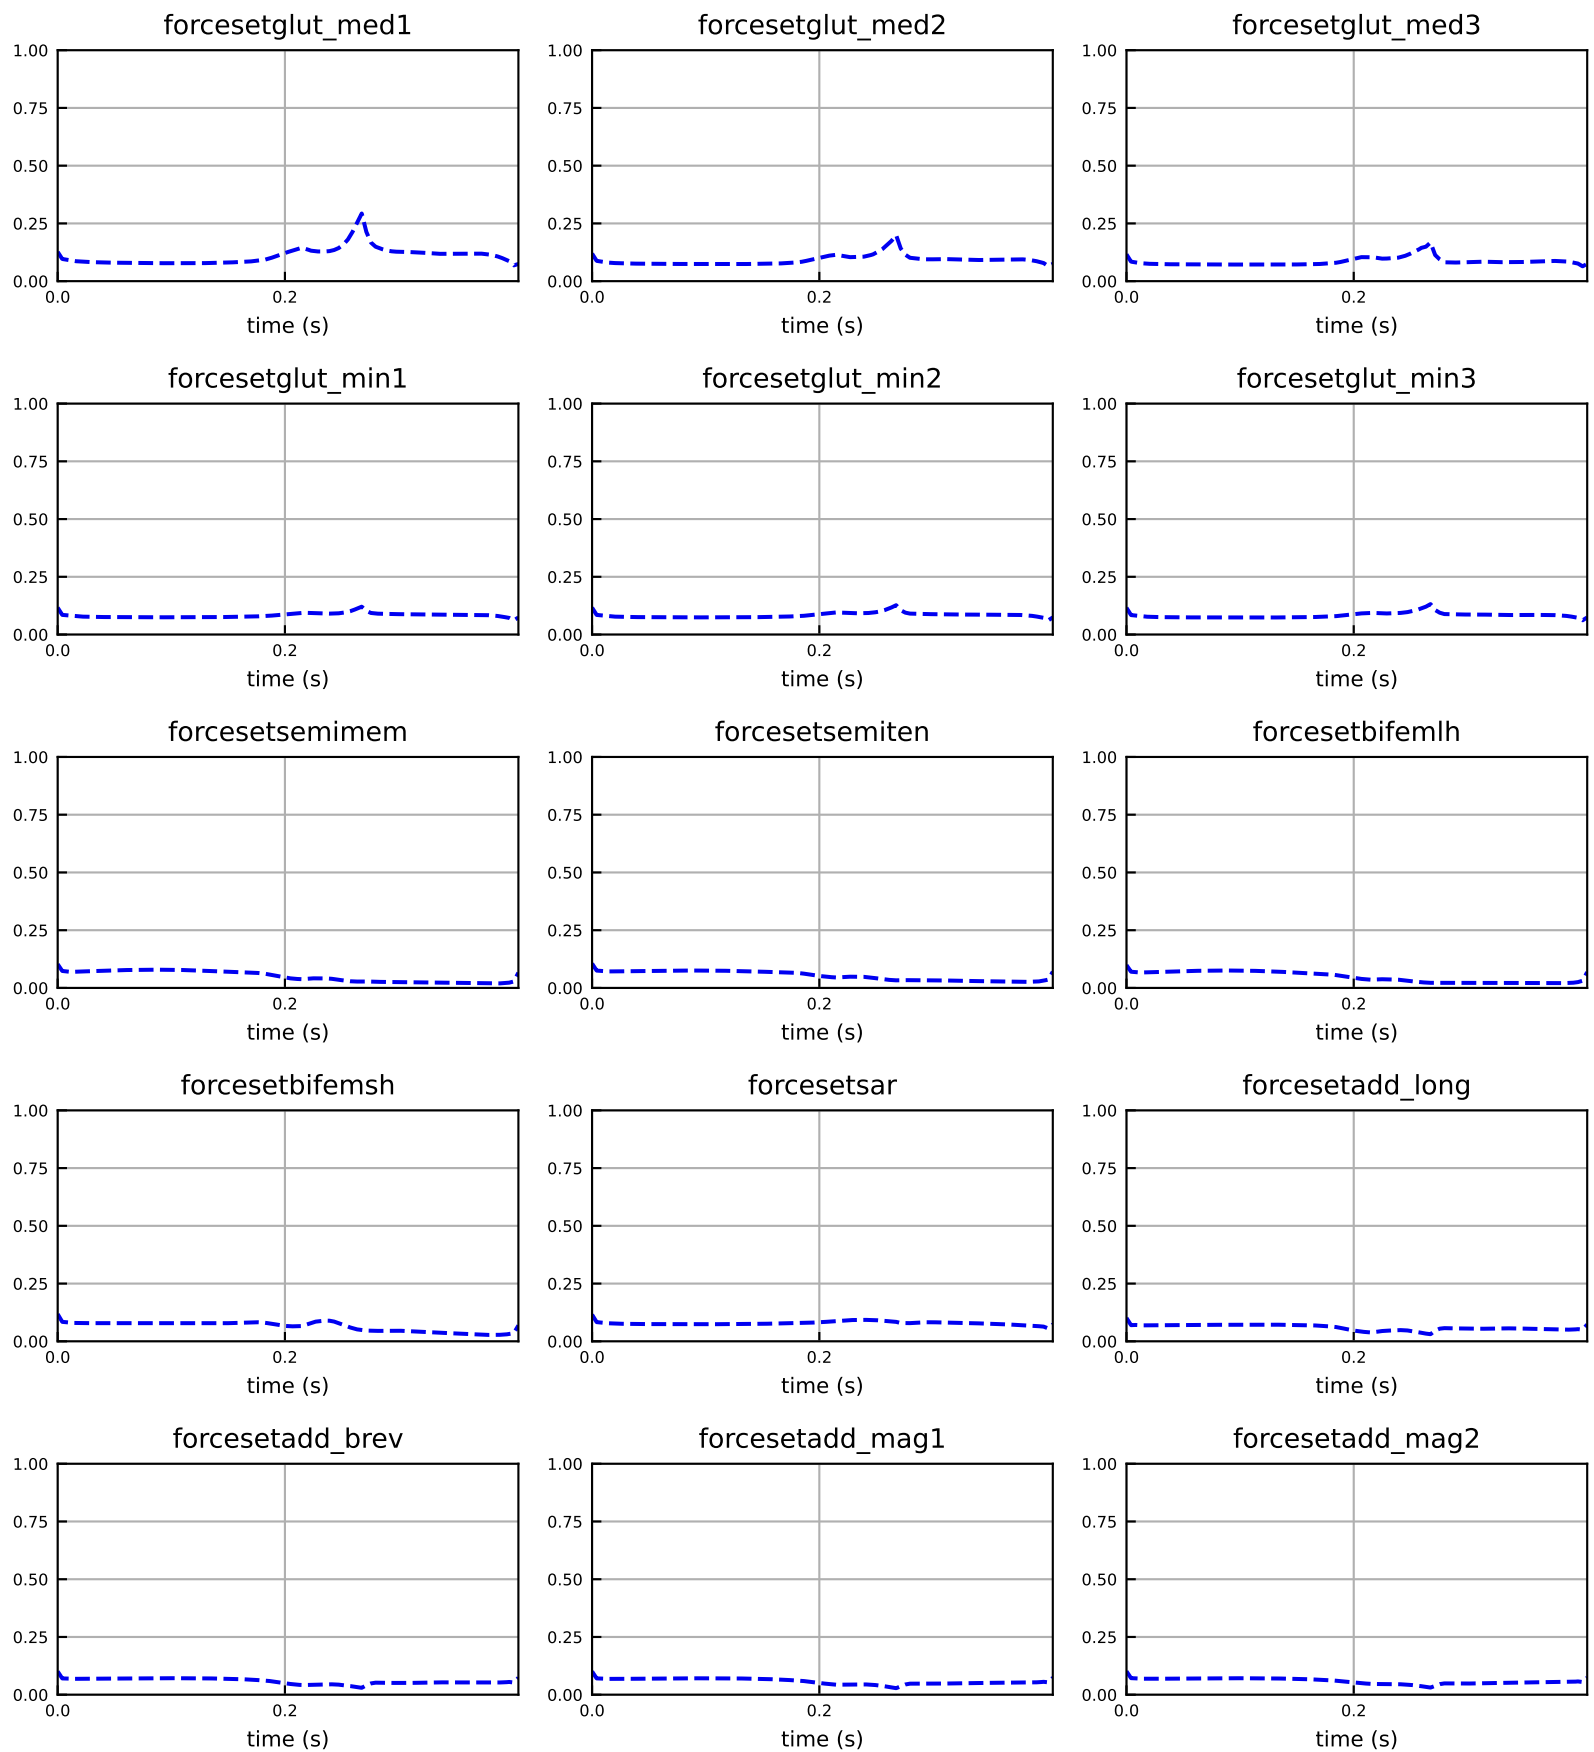 forcesetglut_med1 forcesetglut_med2 forcesetglut_med3
1.00 1.00 1.00
0.75 0.75 0.75
0.50 0.50 0.50
0.25 0.25 0.25
0.00 0.00 0.00
0.0 0.2 0.0 0.2 0.0 0.2
time (s) time (s) time (s)
forcesetglut_min1 forcesetglut_min2 forcesetglut_min3
1.00 1.00 1.00
0.75 0.75 0.75
0.50 0.50 0.50
0.25 0.25 0.25
0.00 0.00 0.00
0.0 0.2 0.0 0.2 0.0 0.2
time (s) time (s) time (s)
forcesetsemimem forcesetsemiten forcesetbifemlh
1.00 1.00 1.00
0.75 0.75 0.75
0.50 0.50 0.50
0.25 0.25 0.25
0.00 0.00 0.00
0.0 0.2 0.0 0.2 0.0 0.2
time (s) time (s) time (s)
forcesetbifemsh forcesetsar forcesetadd_long
1.00 1.00 1.00
0.75 0.75 0.75
0.50 0.50 0.50
0.25 0.25 0.25
0.00 0.00 0.00
0.0 0.2 0.0 0.2 0.0 0.2
time (s) time (s) time (s)
forcesetadd_brev forcesetadd_mag1 forcesetadd_mag2
1.00 1.00 1.00
0.75 0.75 0.75
0.50 0.50 0.50
0.25 0.25 0.25
0.00 0.00 0.00
0.0 0.2 0.0 0.2 0.0 0.2
time (s) time (s) time (s)